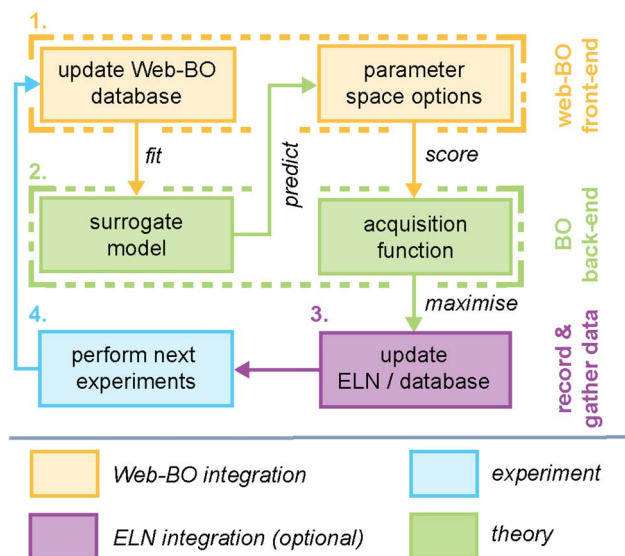 1.
update Web-BO
database
parameter
space options
web-BO
front-end
fit
predict
score
2.
surrogate
model
acquisition
function
BO
back-end
maximise
4.
3.
perform next
experiments
update
ELN / database
record &
gather data
Web-BO integration
experiment
ELN integration (optional)
theory